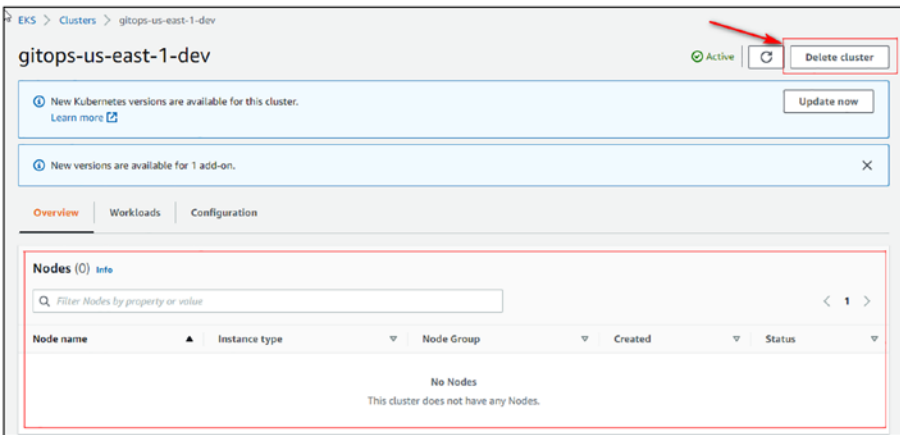 EKS > Clusters > gitops-us-east-1-dev
gitops-us-east-1-dev
Active
Delete cluster
New Kubernetes versions are available for this cluster.
Learn more
Update now
New versions are available for 1 add-on.
Overview
Workloads
Configuration
Nodes (0) Info
Filter Nodes by property or value
< 1 >
Node name
Instance type
Node Group
Created
Status
No Nodes
This cluster does not have any Nodes.